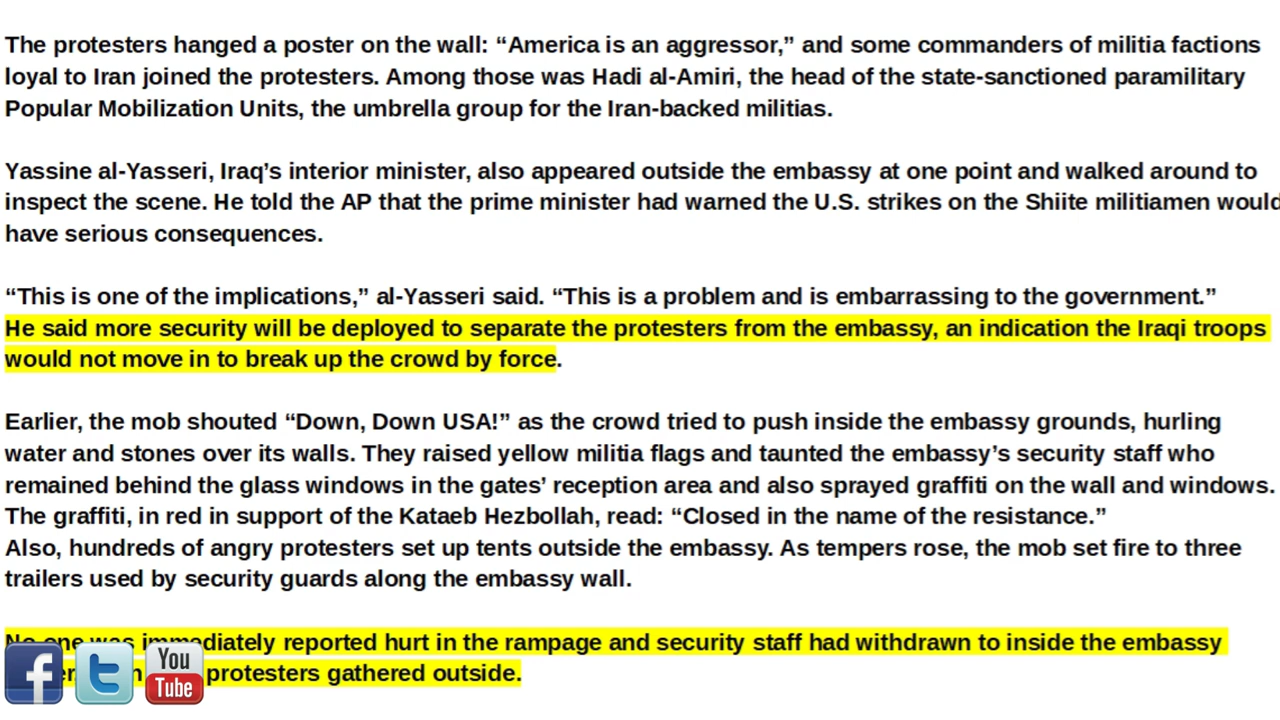 The protesters hanged a poster on the wall: “America is an aggressor,” and some commanders of militia factions
loyal to Iran joined the protesters. Among those was Hadi al-Amiri, the head of the state-sanctioned paramilitary
Popular Mobilization Units, the umbrella group for the Iran-backed militias.
Yassine al-Yasseri, Iraq’s interior minister, also appeared outside the embassy at one point and walked around to
inspect the scene. He told the AP that the prime minister had warned the U.S. strikes on the Shiite militiamen would
have serious consequences.
“This is one of the implications,” al-Yasseri said. “This is a problem and is embarrassing to the government.”
He said more security will be deployed to separate the protesters from the embassy, an indication the Iraqi troops
would not move in to break up the crowd by force.
Earlier, the mob shouted “Down, Down USA!” as the crowd tried to push inside the embassy grounds, hurling
water and stones over its walls. They raised yellow militia flags and taunted the embassy’s security staff who
remained behind the glass windows in the gates’ reception area and also sprayed graffiti on the wall and windows.
The graffiti, in red in support of the Kataeb Hezbollah, read: “Closed in the name of the resistance.”
Also, hundreds of angry protesters set up tents outside the embassy. As tempers rose, the mob set fire to three
trailers used by security guards along the embassy wall.
No one was immediately reported hurt in the rampage and security staff had withdrawn to inside the embassy
protesters gathered outside.
f t You
Tube